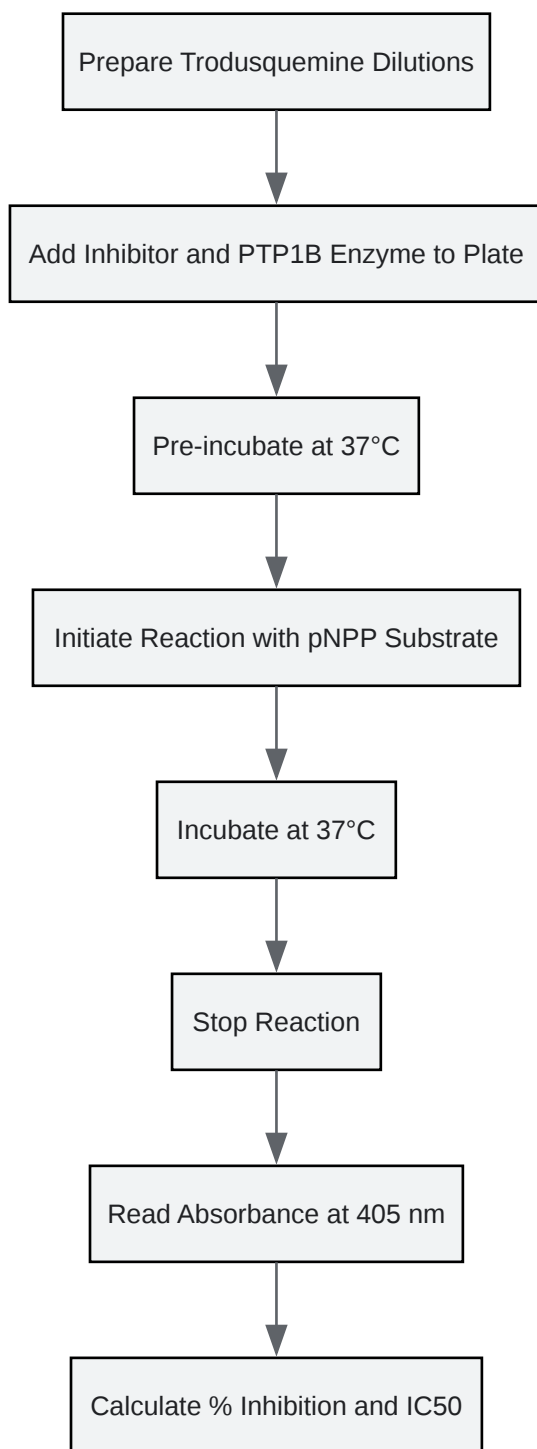 Prepare Trodusquemine Dilutions
Add Inhibitor and PTP1B Enzyme to Plate
Pre-incubate at 37°C
Initiate Reaction with pNPP Substrate
Incubate at 37°C
Stop Reaction
Read Absorbance at 405 nm
Calculate % Inhibition and IC50